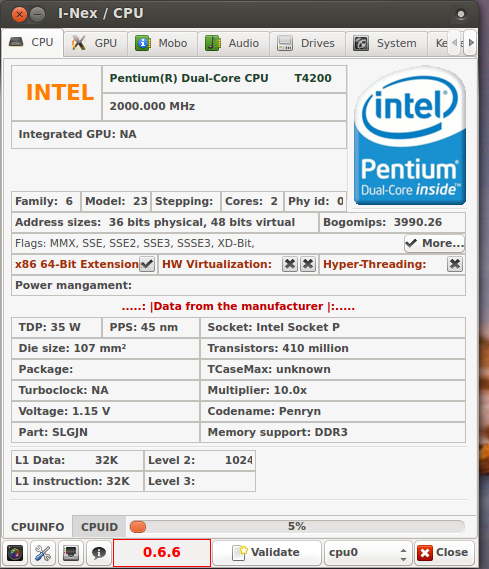 I-Nex / CPU
CPU GPU Mobo Audio Drives System Ke
INTEL
Pentium(R) Dual-Core CPU T4200
2000.000 MHz
Integrated GPU: NA
intel
Pentium
Dual-Core inside™
Family: 6 Model: 23 Stepping: Cores: 2 Phy id: 0
Address sizes: 36 bits physical, 48 bits virtual Bogomips: 3990.26
Flags: MMX, SSE, SSE2, SSE3, SSSE3, XD-Bit, More...
x86 64-Bit Extension HW Virtualization: Hyper-Threading:
Power mangament:
.....: |Data from the manufacturer |:.....
TDP: 35 W PPS: 45 nm Socket: Intel Socket P
Die size: 107 mm² Transistors: 410 million
Package: TCaseMax: unknown
Turboclock: NA Multiplier: 10.0x
Voltage: 1.15 V Codename: Penryn
Part: SLGJN Memory support: DDR3
L1 Data: 32K Level 2: 1024
L1 instruction: 32K Level 3:
CPUINFO CPUID 5%
0.6.6 Validate cpu0 Close